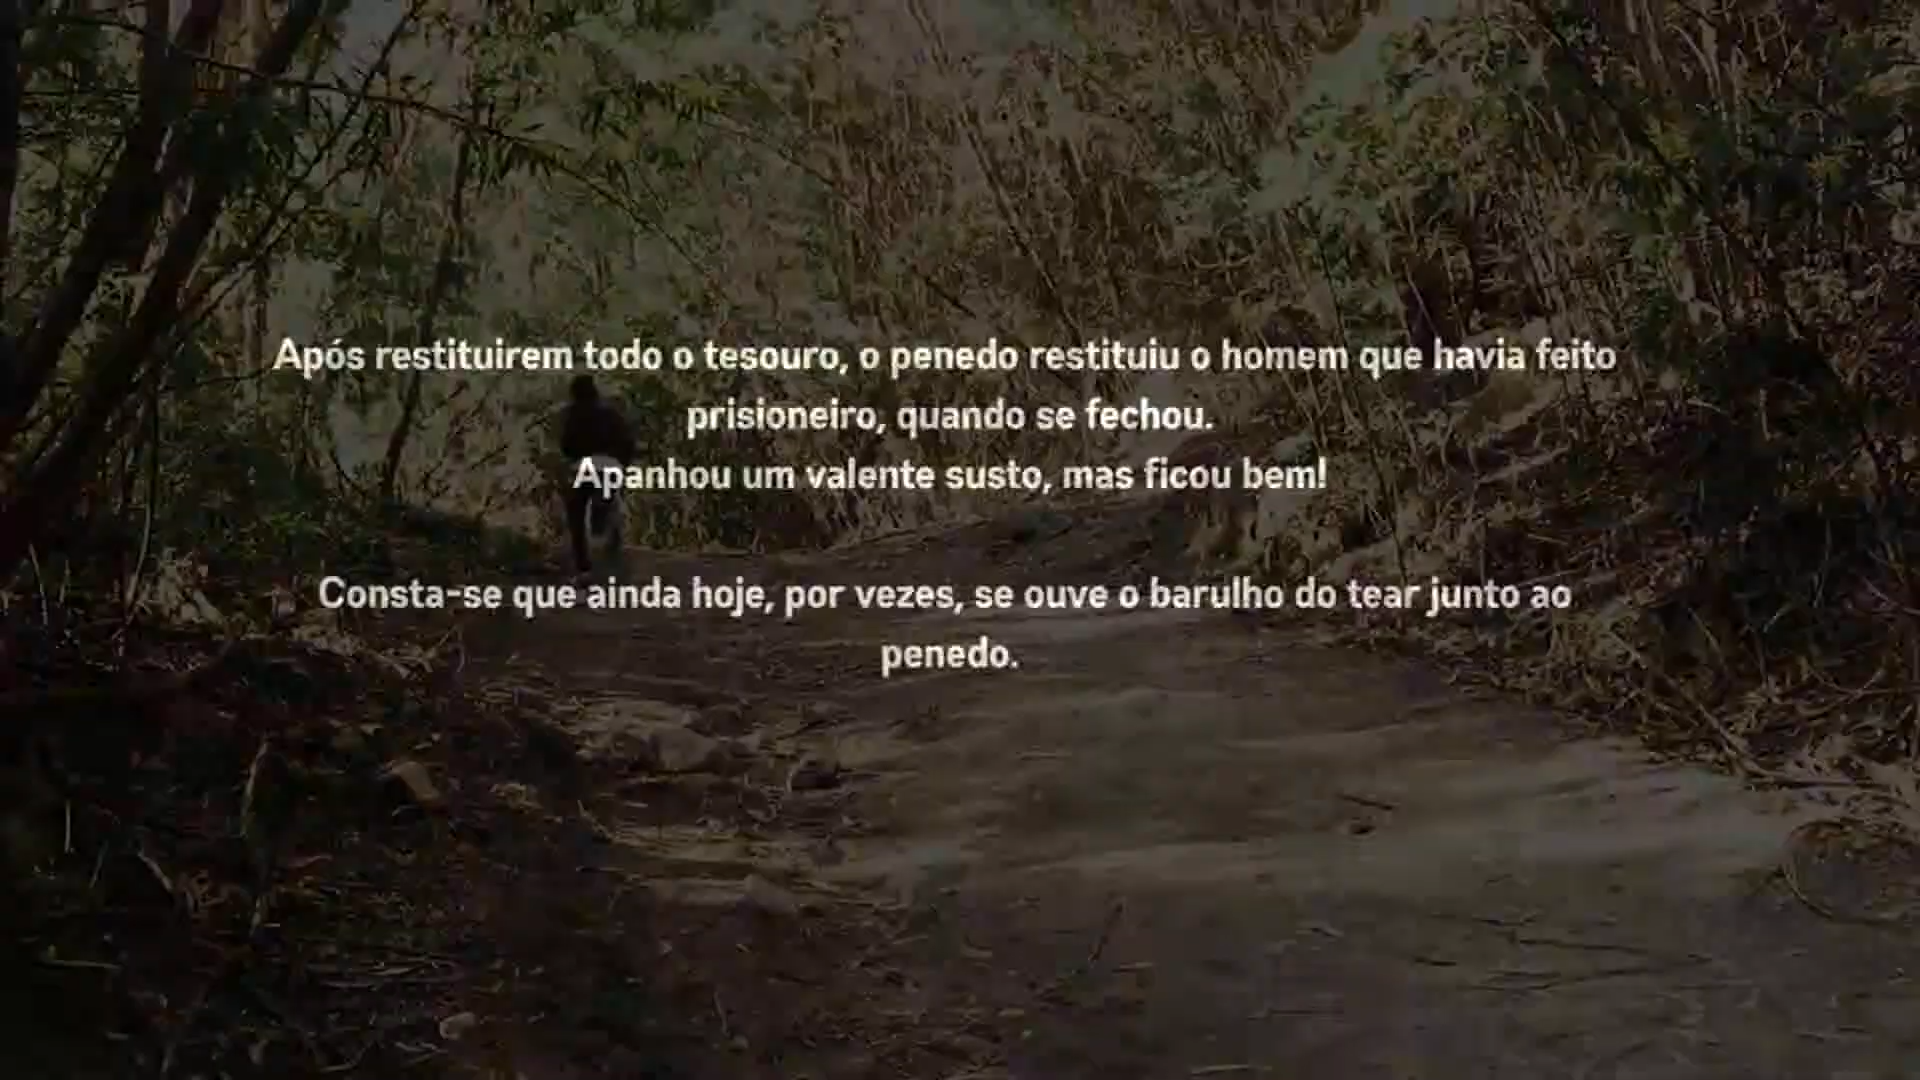 Após restituirem todo o tesouro, o penedo restituiu o homem que havia feito
prisioneiro, quando se fechou.
Apanhou um valente susto, mas ficou bem!
Consta-se que ainda hoje, por vezes, se ouve o barulho do tear junto ao
penedo.